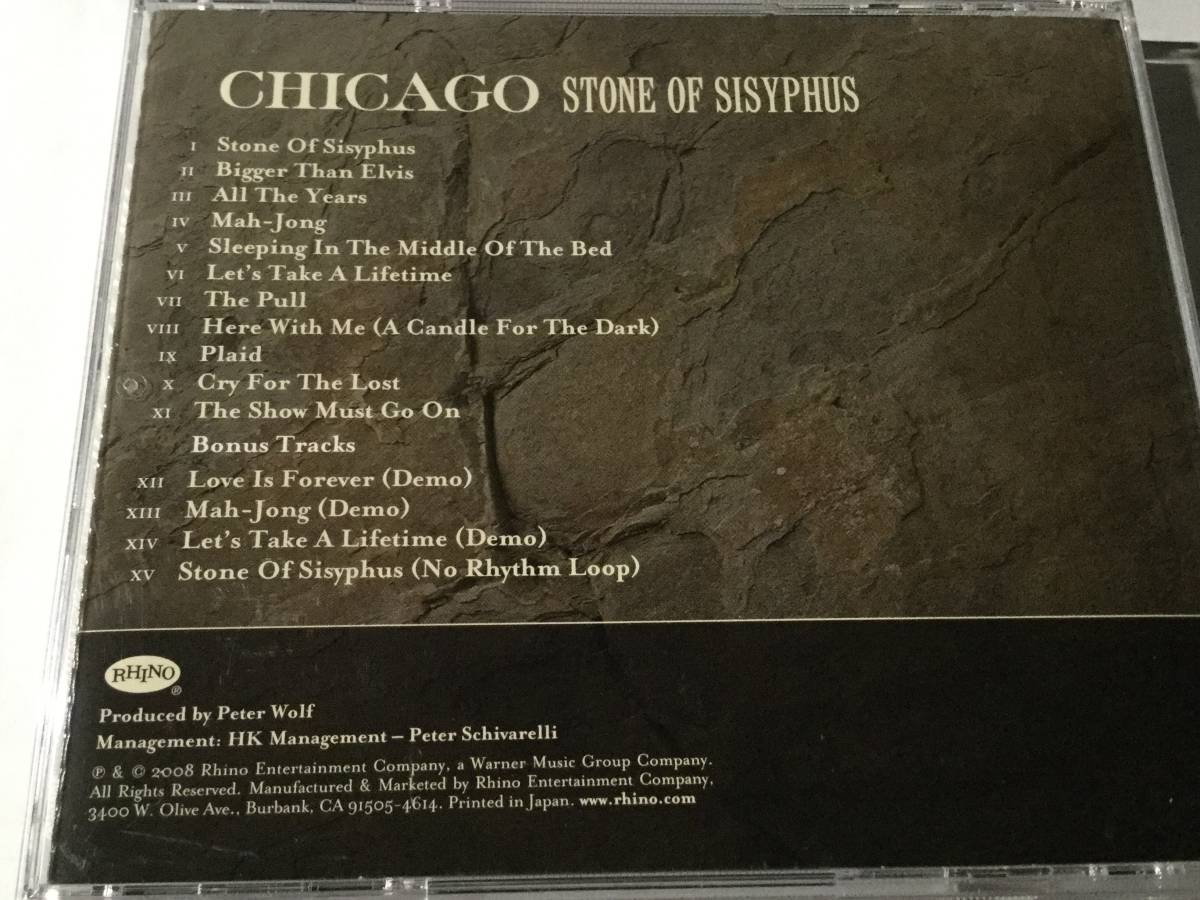 CHICAGO STONE OF SISYPHUS
I Stone Of Sisyphus
II Bigger Than Elvis
III All The Years
IV Mah-Jong
V Sleeping In The Middle Of The Bed
VI Let's Take A Lifetime
VII The Pull
VIII Here With Me (A Candle For The Dark)
IX Plaid
X Cry For The Lost
XI The Show Must Go On
Bonus Tracks
XII Love Is Forever (Demo)
XIII Mah-Jong (Demo)
XIV Let's Take A Lifetime (Demo)
XV Stone Of Sisyphus (No Rhythm Loop)
RHINO ®
Produced by Peter Wolf
Management: HK Management – Peter Schivarelli
℗ & © 2008 Rhino Entertainment Company, a Warner Music Group Company.
All Rights Reserved. Manufactured & Marketed by Rhino Entertainment Company,
3400 W. Olive Ave., Burbank, CA 91505-4614. Printed in Japan. www.rhino.com